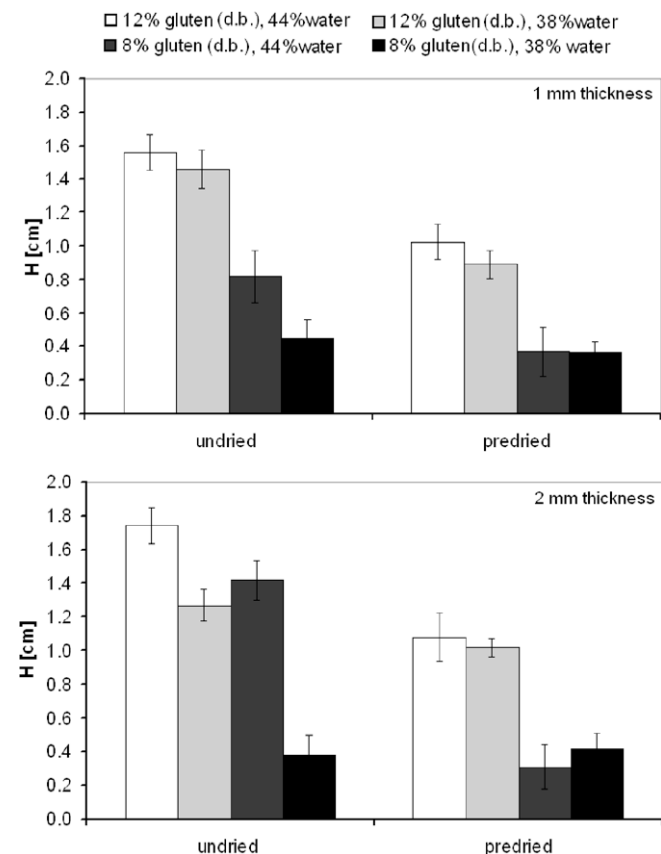 12% gluten (d.b.), 44%water 12% gluten (d.b.), 38%water
8% gluten (d.b.), 44%water 8% gluten(d.b.), 38% water
1 mm thickness
H [cm]
2.0
1.8
1.6
1.4
1.2
1.0
0.8
0.6
0.4
0.2
0.0
undried predried
2 mm thickness
H [cm]
2.0
1.8
1.6
1.4
1.2
1.0
0.8
0.6
0.4
0.2
0.0
undried predried